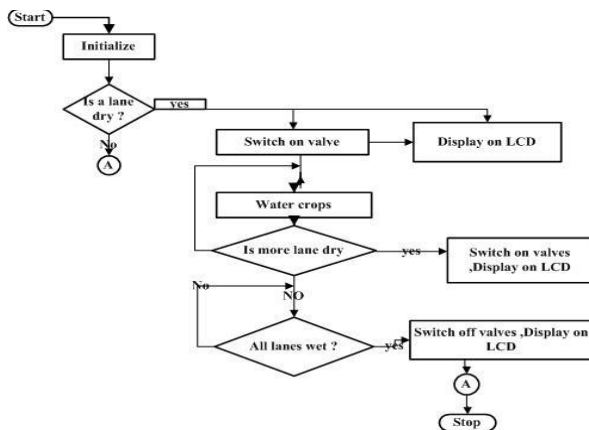 Start
Initialize
Is a lane
dry ?
yes
No
A
Switch on valve
Display on LCD
Water crops
Is more lane dry
yes
Switch on valves
,Display on LCD
No
NO
All lanes wet ?
yes
Switch off valves ,Display on
LCD
A
Stop